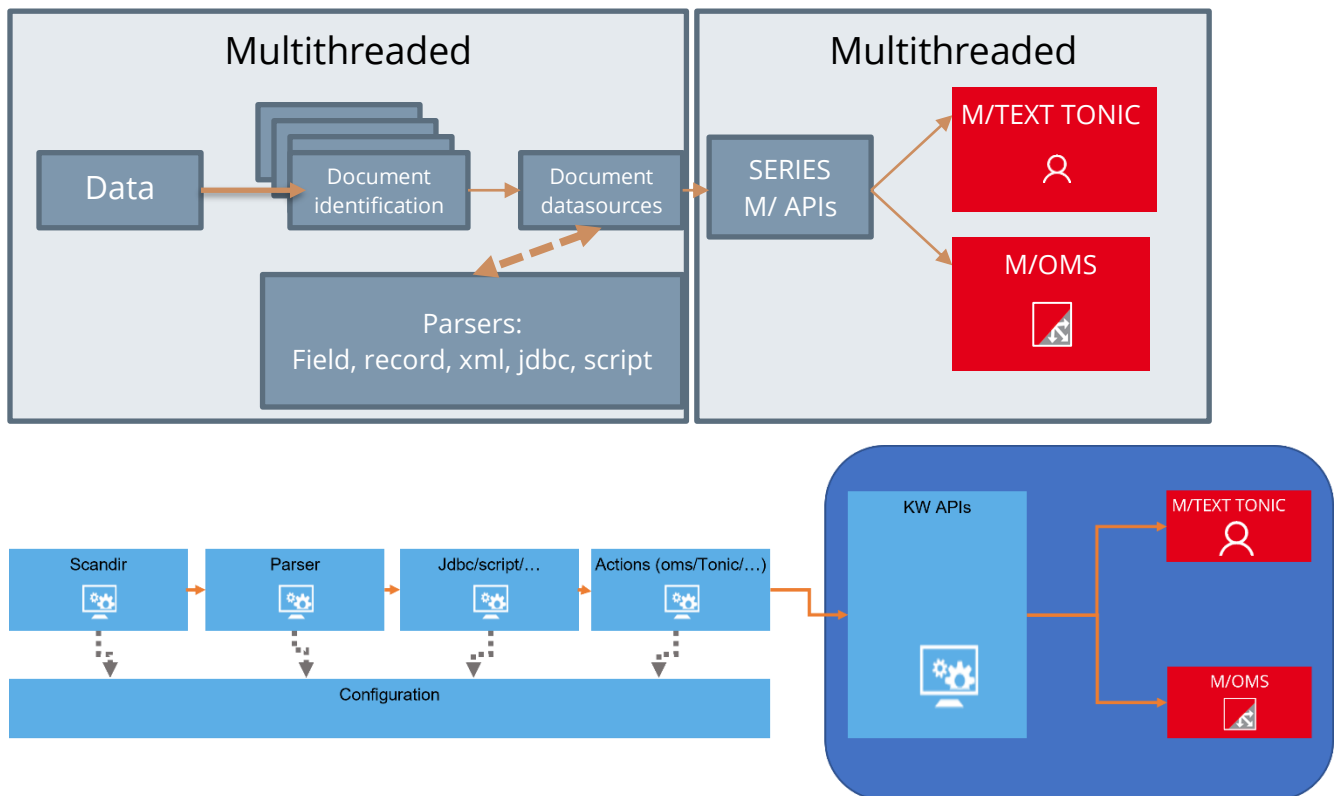 Multithreaded
Data
Document
identification
Document
datasources
Parsers:
Field, record, xml, jdbc, script
Multithreaded
SERIES
M/ APIs
M/TEXT TONIC
M/OMS
Scandir
Parser
Jdbc/script/…
Actions (oms/Tonic/…)
Configuration
KW APIs
M/TEXT TONIC
M/OMS